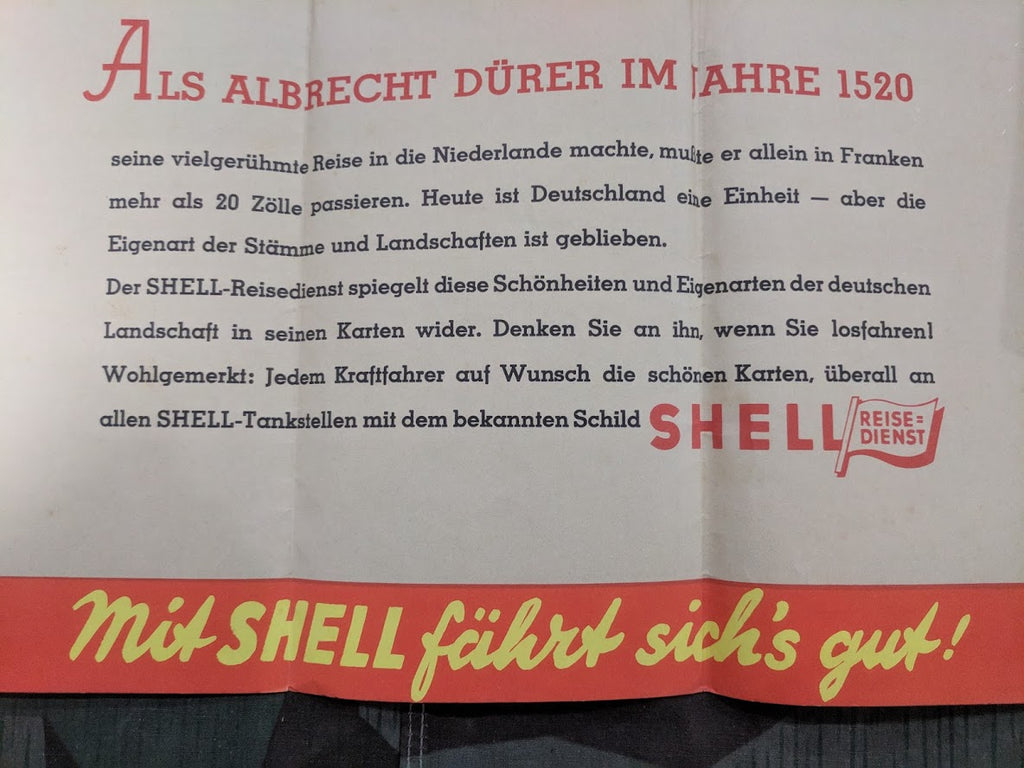 ALS ALBRECHT DÜRER IM JAHRE 1520
seine vielgerühmte Reise in die Niederlande machte, mußte er allein in Franken
mehr als 20 Zölle passieren. Heute ist Deutschland eine Einheit — aber die
Eigenart der Stämme und Landschaften ist geblieben.
Der SHELL-Reisedienst spiegelt diese Schönheiten und Eigenarten der deutschen
Landschaft in seinen Karten wider. Denken Sie an ihn, wenn Sie losfahren!
Wohlgemerkt: Jedem Kraftfahrer auf Wunsch die schönen Karten, überall an
allen SHELL-Tankstellen mit dem bekannten Schild SHELL
REISE=
DIENST
Mit SHELL fährt sich's gut!